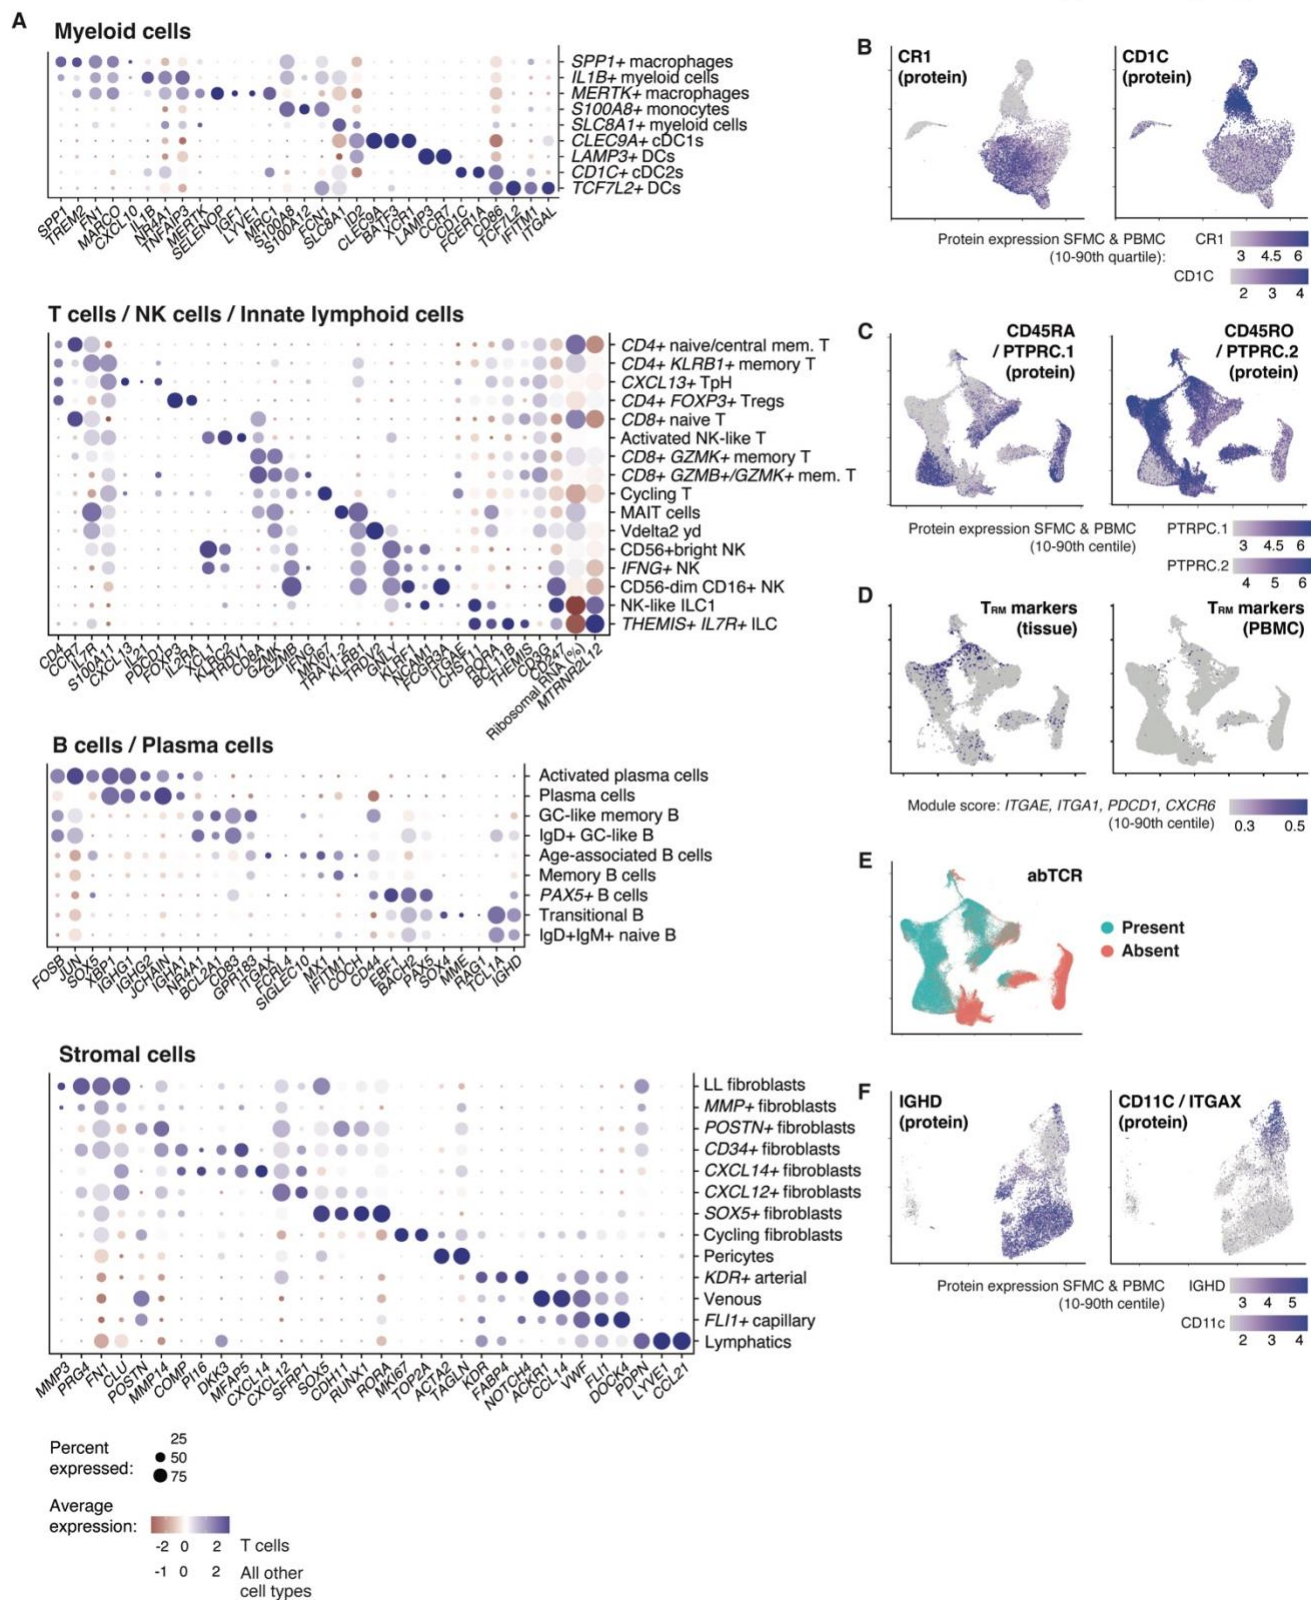 A
Myeloid cells
SPP1+ macrophages
IL1B+ myeloid cells
MERTK+ macrophages
S100A8+ monocytes
SLC8A1+ myeloid cells
CLEC9A+ cDC1s
LAMP3+ DCs
CD1C+ cDC2s
TCF7L2+ DCs
SPP1
TREM2
FN1
MARCO
CXCL10
IL1B
NR4A1
TNFAIP3
MERTK
SELENOP
IGF1
LYVE1
MRC1
S100A8
S100A12
FCN1
SLC8A1
ID2
CLEC9A
BATF3
XCR1
LAMP3
CCR7
CD1C
FCER1A
CD86
TCF7L2
IFITM1
ITGAL
T cells / NK cells / Innate lymphoid cells
CD4+ naive/central mem. T
CD4+ KLRB1+ memory T
CXCL13+ TpH
CD4+ FOXP3+ Tregs
CD8+ naive T
Activated NK-like T
CD8+ GZMK+ memory T
CD8+ GZMB+/GZMK+ mem. T
Cycling T
MAIT cells
Vdelta2 yd
CD56+bright NK
IFNG+ NK
CD56-dim CD16+ NK
NK-like ILC1
THEMIS+ IL7R+ ILC
CD4
CCR7
IL7R
S100A11
CXCL13
IL21
PDCD1
FOXP3
IL2RA
XCL1
KLRC2
TRDV1
CD8A
GZMK
GZMB
IFNG
MKI67
TRAV1-2
KLRB1
TRDV2
GNLY
KLRF1
NCAM1
FCGR3A
ITGAE
CHST11
RORA
BCL11B
THEMIS
CD3G
CD247
Ribosomal RNA (%)
MTRNR2L12
B cells / Plasma cells
Activated plasma cells
Plasma cells
GC-like memory B
IgD+ GC-like B
Age-associated B cells
Memory B cells
PAX5+ B cells
Transitional B
IgD+IgM+ naive B
FOSB
JUN
SOX5
XBP1
IGHG1
IGHG2
JCHAIN
IGHA1
NR4A1
BCL2A1
CD83
GPR183
ITGAX
FCRL4
SIGLEC10
MX1
IFITM1
COCH
CD44
EBF1
BACH2
PAX5
SOX4
MME
RAG1
TCL1A
IGHD
Stromal cells
LL fibroblasts
MMP+ fibroblasts
POSTN+ fibroblasts
CD34+ fibroblasts
CXCL14+ fibroblasts
CXCL12+ fibroblasts
SOX5+ fibroblasts
Cycling fibroblasts
Pericytes
KDR+ arterial
Venous
FLI1+ capillary
Lymphatics
MMP3
PRG4
FN1
CLU
POSTN
MMP14
COMP
PI16
DKK3
MFAP5
CXCL14
CXCL12
SFRP1
SOX5
CDH11
RUNX1
RORA
MKI67
TOP2A
ACTA2
TAGLN
KDR
FABP4
NOTCH4
ACKR1
CCL14
VWF
FLI1
DOCK4
PDPN
LYVE1
CCL21
Percent
expressed:
25
50
75
Average
expression:
-2 0 2 T cells
-1 0 2 All other
cell types
B
CR1
(protein)
CD1C
(protein)
Protein expression SFMC & PBMC
(10-90th quartile):
CR1
3 4.5 6
CD1C
2 3 4
C
CD45RA
/ PTPRC.1
(protein)
CD45RO
/ PTPRC.2
(protein)
Protein expression SFMC & PBMC
(10-90th centile)
PTRPC.1
3 4.5 6
PTPRC.2
4 5 6
D
TRM markers
(tissue)
TRM markers
(PBMC)
Module score: ITGAE, ITGA1, PDCD1, CXCR6
(10-90th centile)
0.3 0.5
E
abTCR
Present
Absent
F
IGHD
(protein)
CD11C / ITGAX
(protein)
Protein expression SFMC & PBMC
(10-90th centile)
IGHD
3 4 5
CD11c
2 3 4